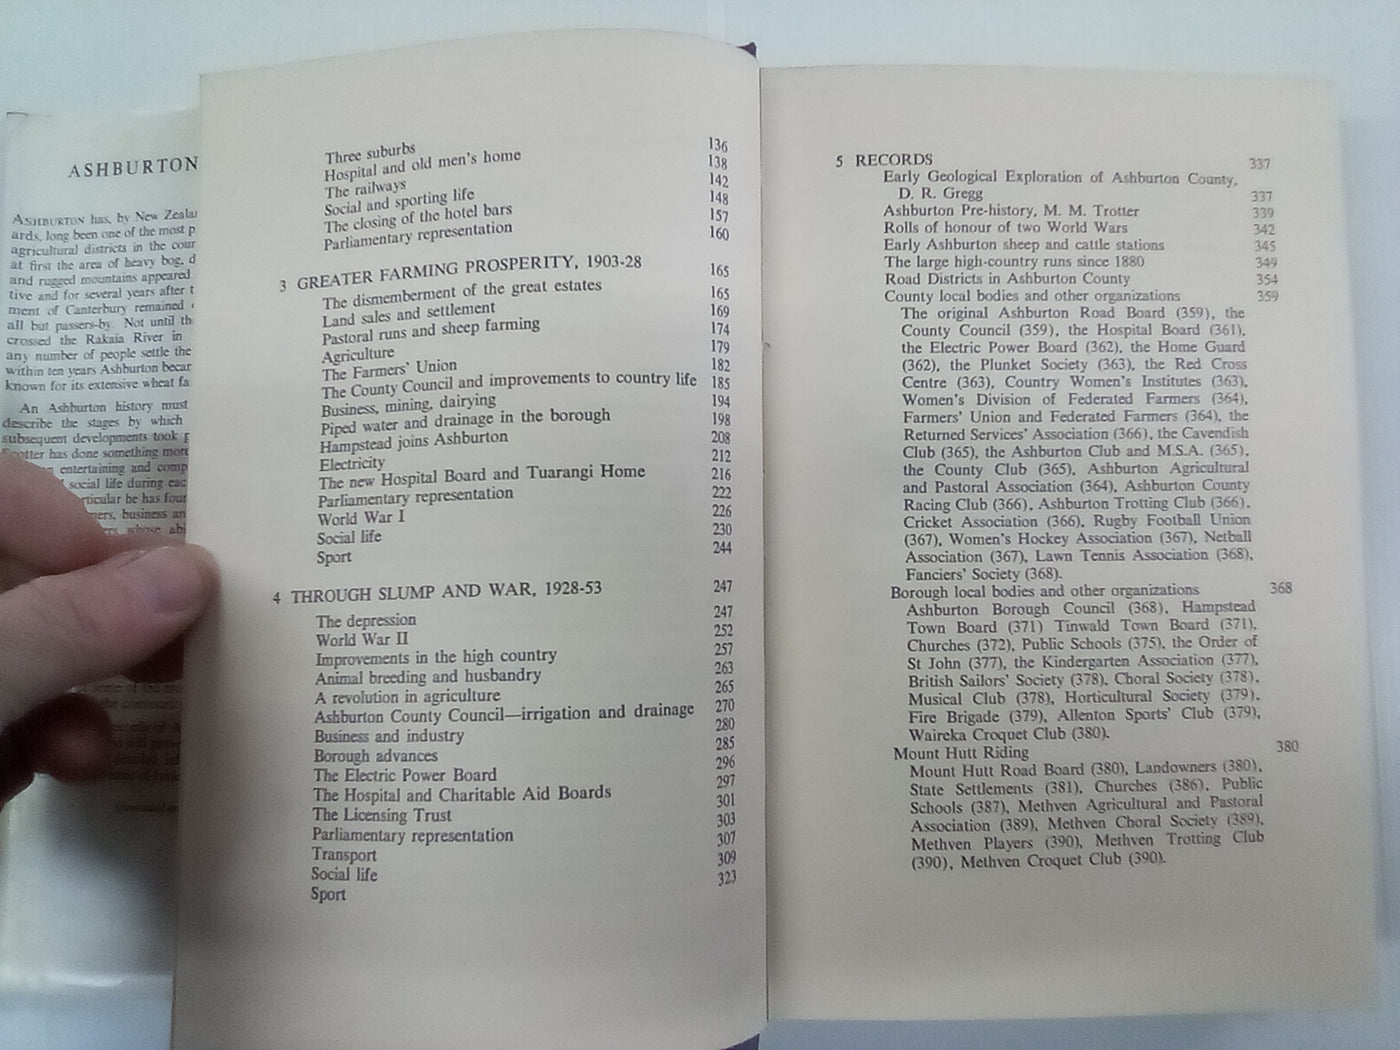 ASHBURTON
ASHBURTON has, by New Zeala
ards, long been one of the most p
agricultural districts in the cour
at first the area of heavy bog, d
and rugged mountains appeared
tive and for several years after t
ment of Canterbury remained
all but passers-by. Not until th
crossed the Rakaia River in
any number of people settle the
within ten years Ashburton becar
known for its extensive wheat fa
An Ashburton history must
describe the stages by which
subsequent developments took p
Scotter has done something more
entertaining and comp
social life during eac
rticular he has four
ners, business an
whose abi
Three suburbs 136
Hospital and old men's home 138
The railways 142
Social and sporting life 148
The closing of the hotel bars 157
Parliamentary representation 160
3 GREATER FARMING PROSPERITY, 1903-28 165
The dismemberment of the great estates 165
Land sales and settlement 169
Pastoral runs and sheep farming 174
Agriculture 179
The Farmers' Union 182
The County Council and improvements to country life 185
Business, mining, dairying 194
Piped water and drainage in the borough 198
Hampstead joins Ashburton 208
Electricity 212
The new Hospital Board and Tuarangi Home 216
Parliamentary representation 222
World War I 226
Social life 230
Sport 244
4 THROUGH SLUMP AND WAR, 1928-53 247
The depression 247
World War II 252
Improvements in the high country 257
Animal breeding and husbandry 263
A revolution in agriculture 265
Ashburton County Council—irrigation and drainage 270
Business and industry 280
Borough advances 285
The Electric Power Board 296
The Hospital and Charitable Aid Boards 297
The Licensing Trust 301
Parliamentary representation 303
Transport 307
Social life 309
Sport 323
5 RECORDS 337
Early Geological Exploration of Ashburton County,
D. R. Gregg 337
Ashburton Pre-history, M. M. Trotter 339
Rolls of honour of two World Wars 342
Early Ashburton sheep and cattle stations 345
The large high-country runs since 1880 349
Road Districts in Ashburton County 354
County local bodies and other organizations 359
The original Ashburton Road Board (359), the
County Council (359), the Hospital Board (361),
the Electric Power Board (362), the Home Guard
(362), the Plunket Society (363), the Red Cross
Centre (363), Country Women's Institutes (363),
Women's Division of Federated Farmers (364),
Farmers' Union and Federated Farmers (364), the
Returned Services' Association (366), the Cavendish
Club (365), the Ashburton Club and M.S.A. (365),
the County Club (365), Ashburton Agricultural
and Pastoral Association (364), Ashburton County
Racing Club (366), Ashburton Trotting Club (366),
Cricket Association (366), Rugby Football Union
(367), Women's Hockey Association (367), Netball
Association (367), Lawn Tennis Association (368),
Fanciers' Society (368).
Borough local bodies and other organizations 368
Ashburton Borough Council (368), Hampstead
Town Board (371) Tinwald Town Board (371),
Churches (372), Public Schools (375), the Order of
St John (377), the Kindergarten Association (377),
British Sailors' Society (378), Choral Society (378),
Musical Club (378), Horticultural Society (379),
Fire Brigade (379), Allenton Sports' Club (379),
Waireka Croquet Club (380).
Mount Hutt Riding 380
Mount Hutt Road Board (380), Landowners (380),
State Settlements (381), Churches (386), Public
Schools (387), Methven Agricultural and Pastoral
Association (389), Methven Choral Society (389),
Methven Players (390), Methven Trotting Club
(390), Methven Croquet Club (390).